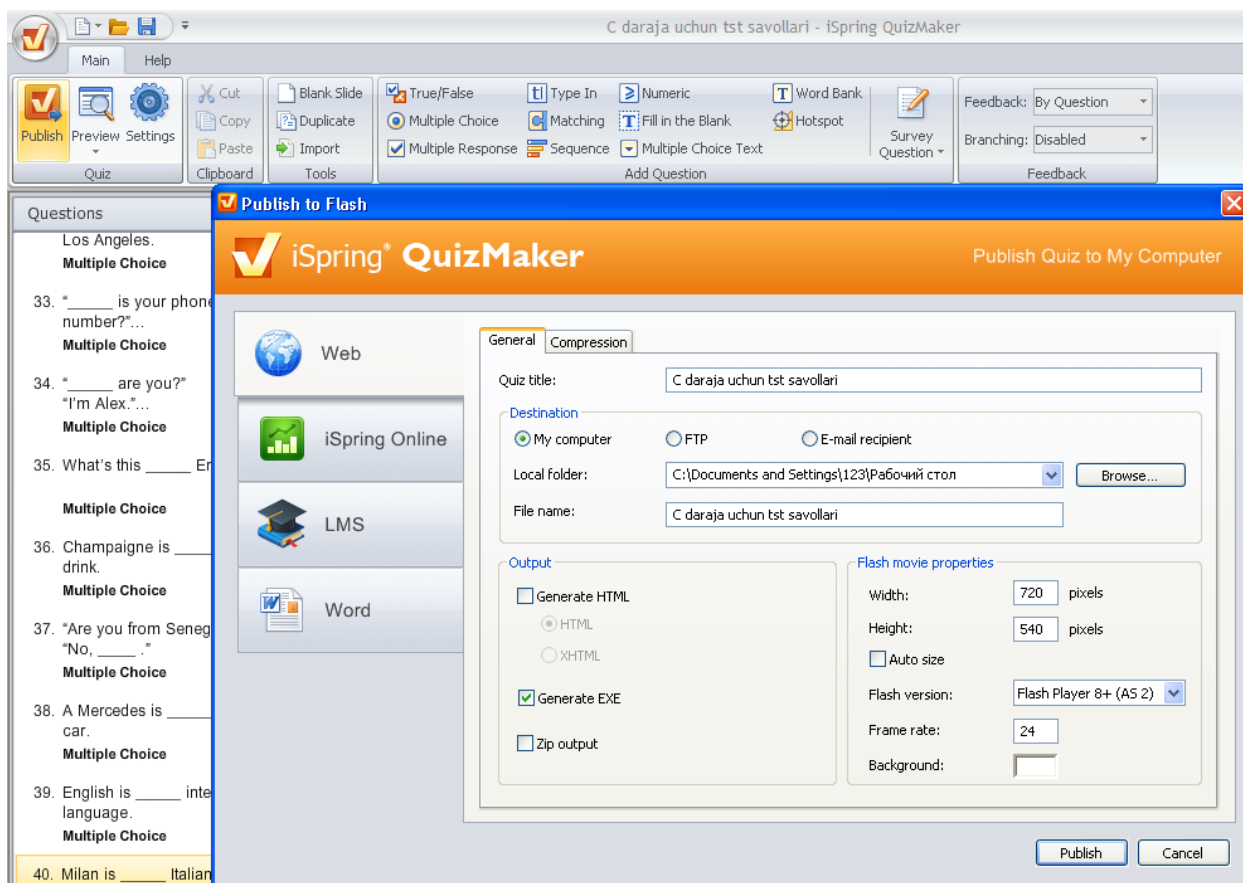 C daraja uchun tst savollari - iSpring QuizMaker
Main Help
Publish Preview Settings
Quiz
Cut
Copy
Paste
Clipboard
Blank Slide
Duplicate
Import
Tools
True/False Type In Numeric Word Bank
Multiple Choice Matching Fill in the Blank Hotspot
Multiple Response Sequence Multiple Choice Text
Survey
Question
Add Question
Feedback: By Question
Branching: Disabled
Feedback
Questions
Los Angeles.
Multiple Choice
33. “_____ is your phone
number?”...
Multiple Choice
34. “_____ are you?”
“I'm Alex.”...
Multiple Choice
35. What's this _____ Er
Multiple Choice
36. Champaigne is _____
drink.
Multiple Choice
37. “Are you from Seneg
“No, _____ .”
Multiple Choice
38. A Mercedes is _____
car.
Multiple Choice
39. English is _____ inte
language.
Multiple Choice
40. Milan is _____ Italian
Publish to Flash
iSpring® QuizMaker
Publish Quiz to My Computer
Web
iSpring Online
LMS
Word
General Compression
Quiz title: C daraja uchun tst savollari
Destination
My computer FTP E-mail recipient
Local folder: C:\Documents and Settings\123\Рабочий стол Browse...
File name: C daraja uchun tst savollari
Output
Generate HTML
HTML
XHTML
Generate EXE
Zip output
Flash movie properties
Width: 720 pixels
Height: 540 pixels
Auto size
Flash version: Flash Player 8+ (AS 2)
Frame rate: 24
Background:
Publish Cancel